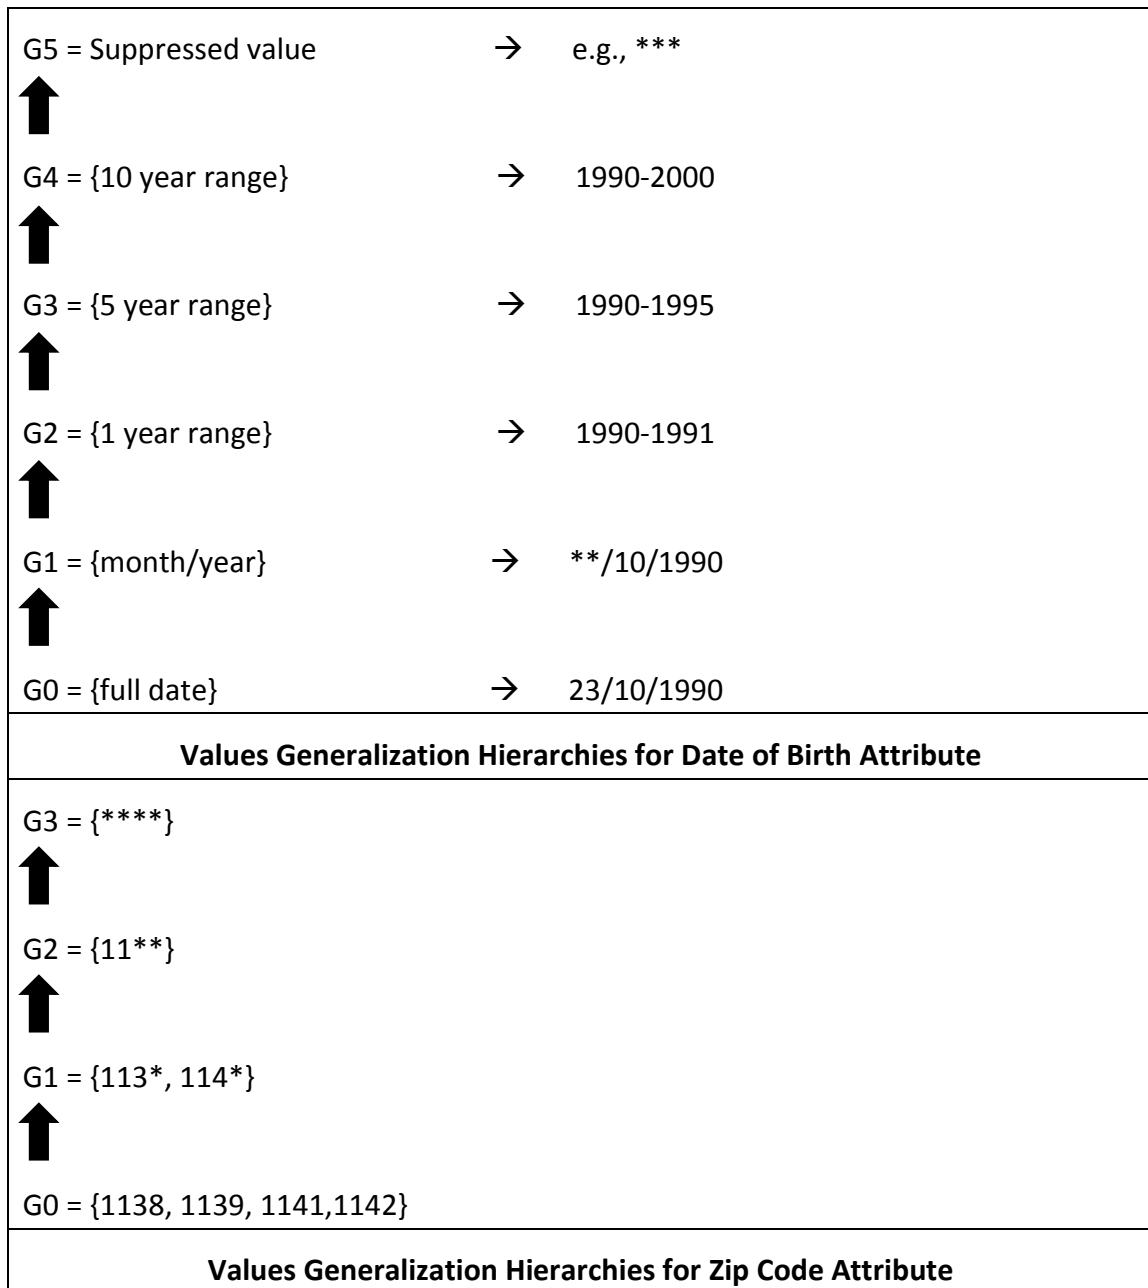 G5 = Suppressed value → e.g., ***
G4 = {10 year range} → 1990-2000
G3 = {5 year range} → 1990-1995
G2 = {1 year range} → 1990-1991
G1 = {month/year} → **/10/1990
G0 = {full date} → 23/10/1990
Values Generalization Hierarchies for Date of Birth Attribute
G3 = {****}
G2 = {11**}
G1 = {113*, 114*}
G0 = {1138, 1139, 1141,1142}
Values Generalization Hierarchies for Zip Code Attribute